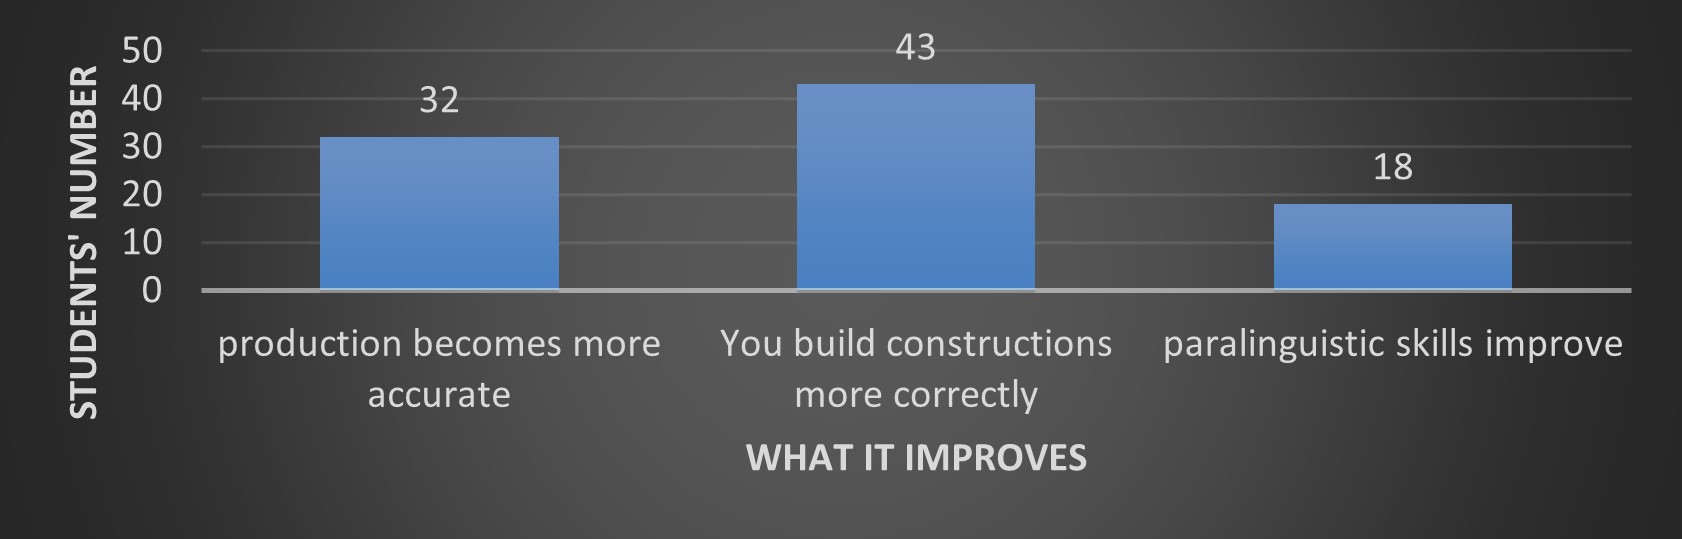 STUDENTS' NUMBER
50
40
30
20
10
0
32
43
18
production becomes more
accurate
You build constructions
more correctly
paralinguistic skills improve
WHAT IT IMPROVES